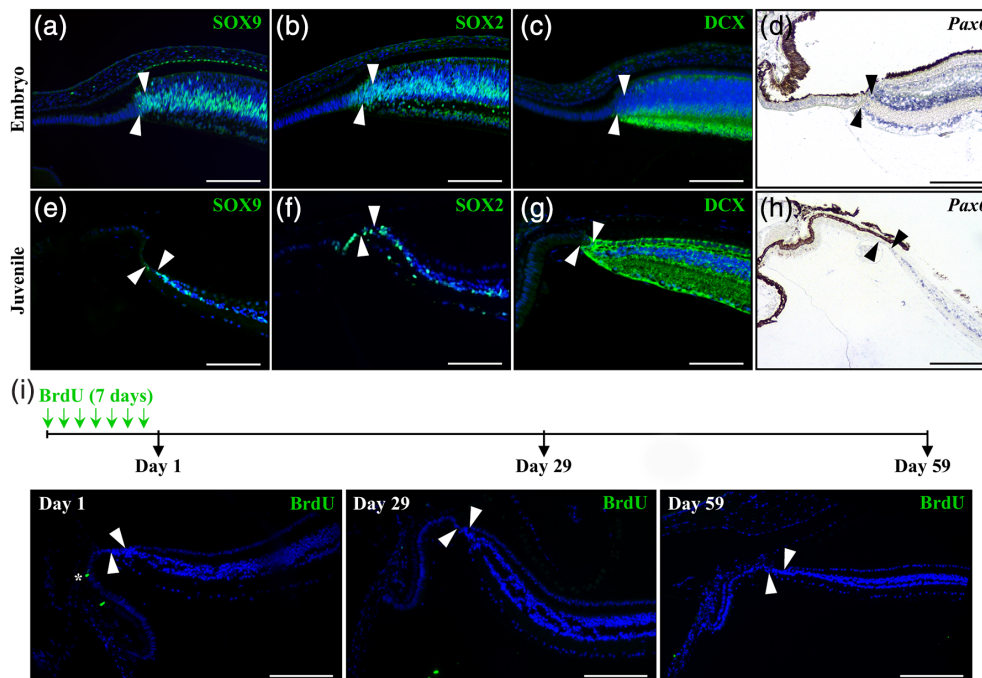 (a) SOX9
(b) SOX2
(c) DCX
(d) Pax6
Embryo
(e) SOX9
(f) SOX2
(g) DCX
(h) Pax6
Juvenile
(i)
BrdU (7 days)
Day 1
Day 29
Day 59
Day 1 BrdU
*
Day 29 BrdU
Day 59 BrdU